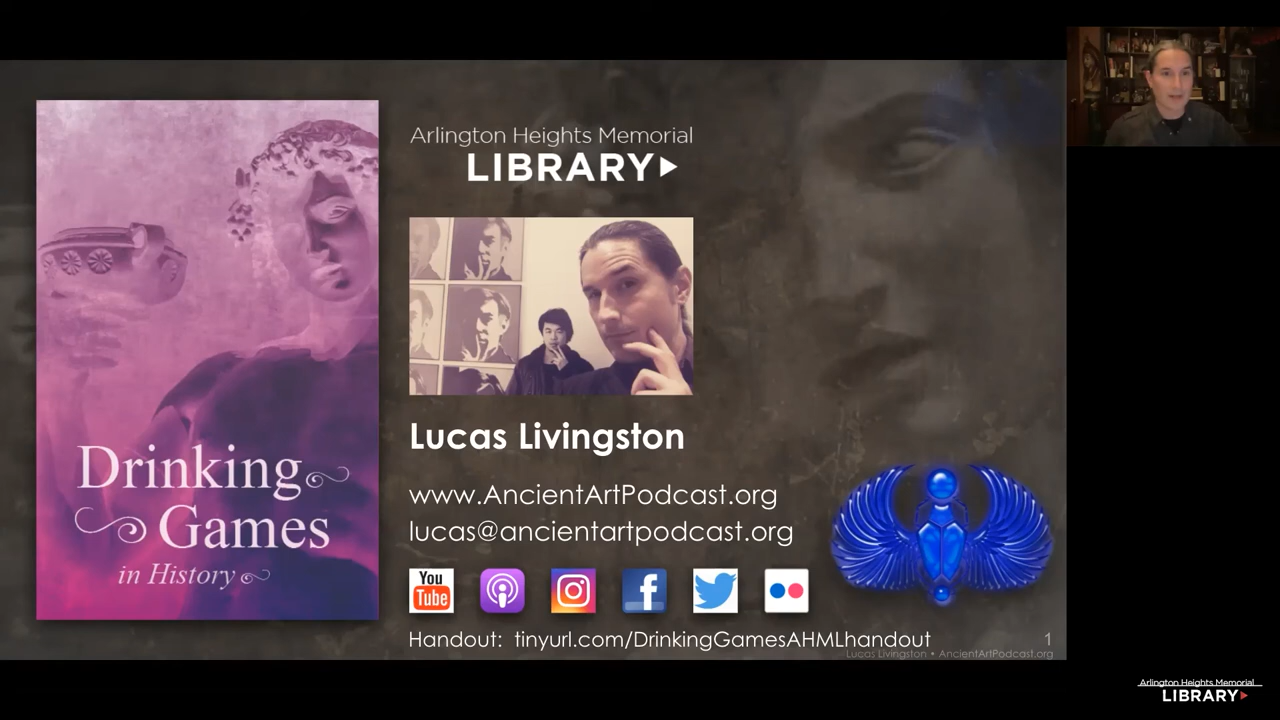 Arlington Heights Memorial
LIBRARY
Drinking
Games
in History
Lucas Livingston
www.AncientArtPodcast.org
lucas@ancientartpodcast.org
You
Tube
Handout: tinyurl.com/DrinkingGamesAHMLhandout
1
Lucas Livingston • AncientArtPodcast.org
Arlington Heights Memorial
LIBRARY